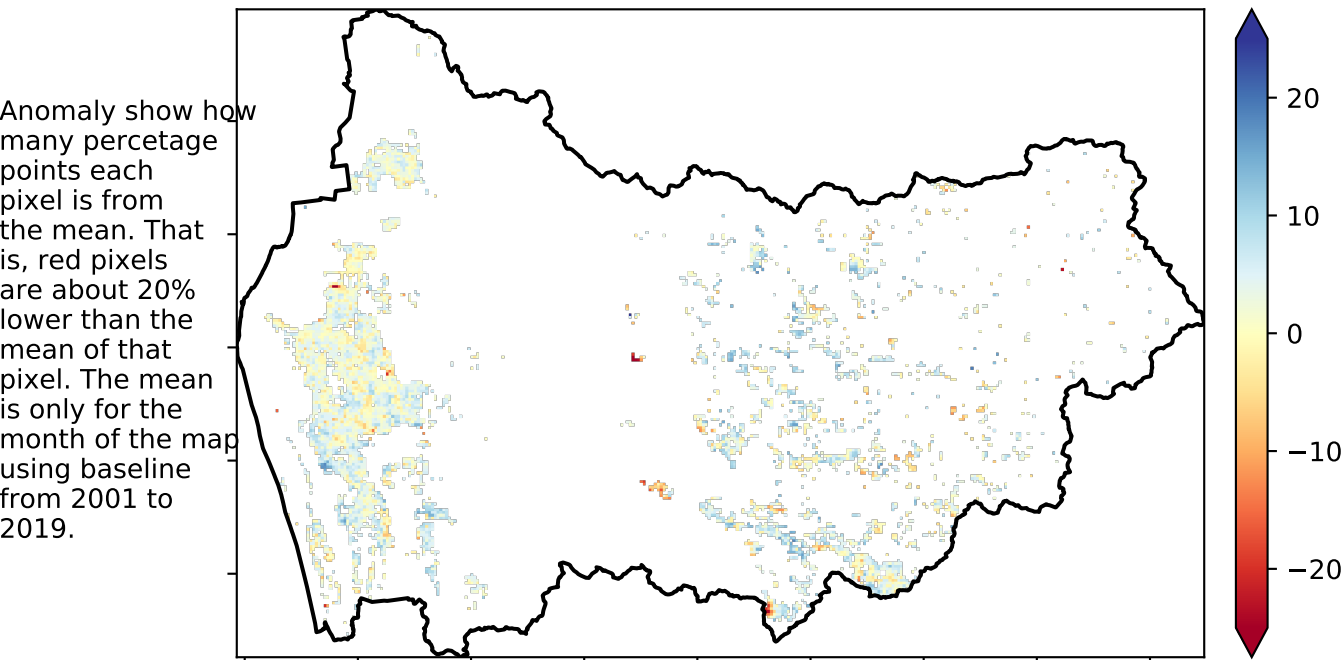 Anomaly show how
many percetage
points each
pixel is from
the mean. That
is, red pixels
are about 20%
lower than the
mean of that
pixel. The mean
is only for the
month of the map
using baseline
from 2001 to
2019.
20
10
0
−10
−20